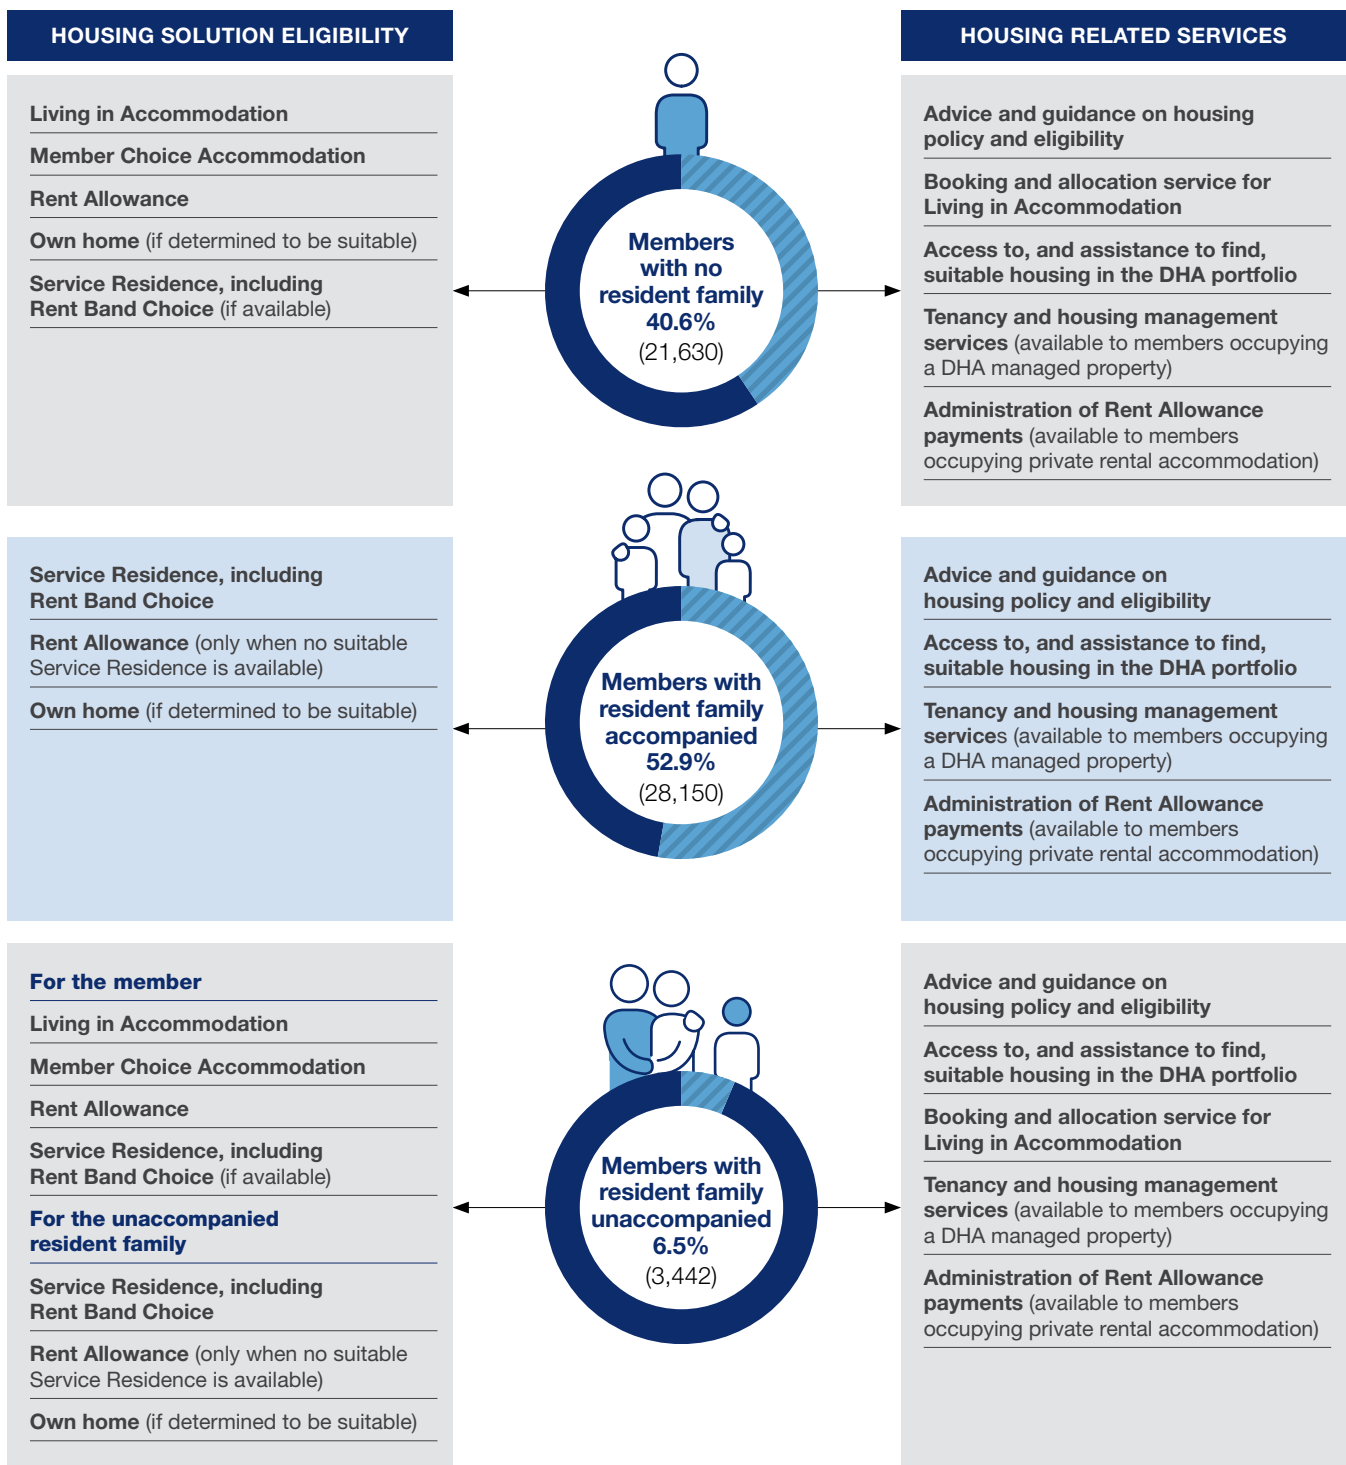 HOUSING SOLUTION ELIGIBILITY
HOUSING RELATED SERVICES
Living in Accommodation
Member Choice Accommodation
Rent Allowance
Own home (if determined to be suitable)
Service Residence, including
Rent Band Choice (if available)
Members
with no
resident family
40.6%
(21,630)
Advice and guidance on housing
policy and eligibility
Booking and allocation service for
Living in Accommodation
Access to, and assistance to find,
suitable housing in the DHA portfolio
Tenancy and housing management
services (available to members occupying
a DHA managed property)
Administration of Rent Allowance
payments (available to members
occupying private rental accommodation)
Service Residence, including
Rent Band Choice
Rent Allowance (only when no suitable
Service Residence is available)
Own home (if determined to be suitable)
Members with
resident family
accompanied
52.9%
(28,150)
Advice and guidance on
housing policy and eligibility
Access to, and assistance to find,
suitable housing in the DHA portfolio
Tenancy and housing management
services (available to members occupying
a DHA managed property)
Administration of Rent Allowance
payments (available to members
occupying private rental accommodation)
For the member
Living in Accommodation
Member Choice Accommodation
Rent Allowance
Service Residence, including
Rent Band Choice (if available)
For the unaccompanied
resident family
Service Residence, including
Rent Band Choice
Rent Allowance (only when no suitable
Service Residence is available)
Own home (if determined to be suitable)
Members with
resident family
unaccompanied
6.5%
(3,442)
Advice and guidance on
housing policy and eligibility
Access to, and assistance to find,
suitable housing in the DHA portfolio
Booking and allocation service for
Living in Accommodation
Tenancy and housing management
services (available to members occupying
a DHA managed property)
Administration of Rent Allowance
payments (available to members
occupying private rental accommodation)